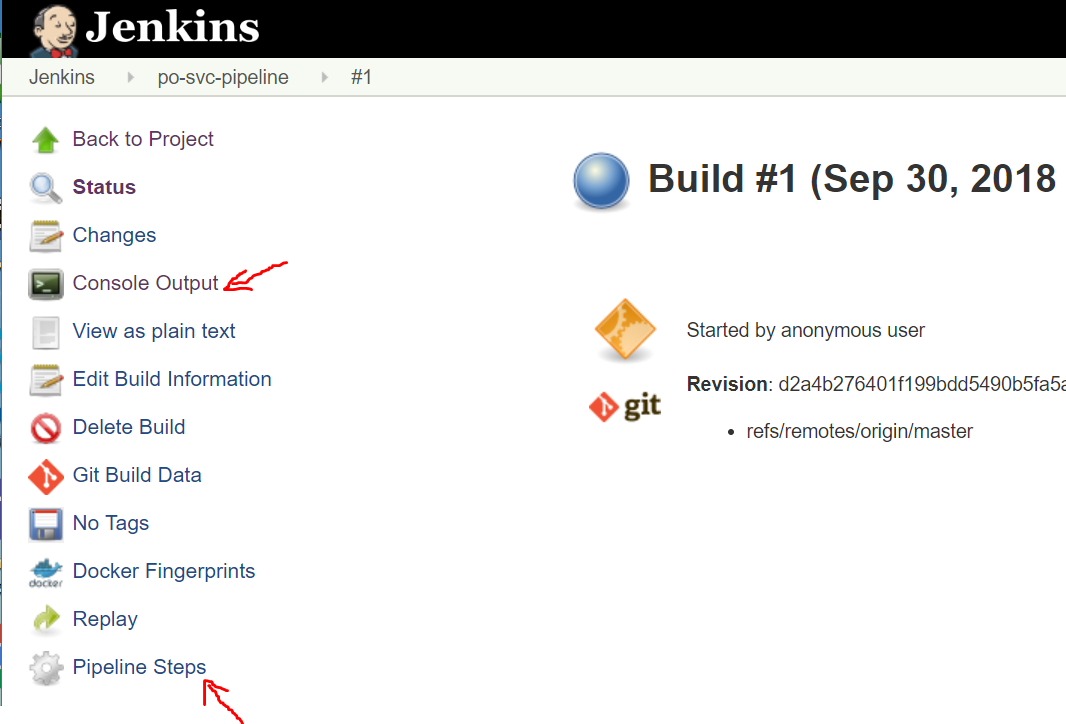 Jenkins
Jenkins po-svc-pipeline #1
Back to Project
Status
Changes
Console Output
View as plain text
Edit Build Information
Delete Build
Git Build Data
No Tags
docker
Docker Fingerprints
Replay
Pipeline Steps
Build #1 (Sep 30, 2018
Started by anonymous user
git
Revision: d2a4b276401f199bdd5490b5fa5a
refs/remotes/origin/master